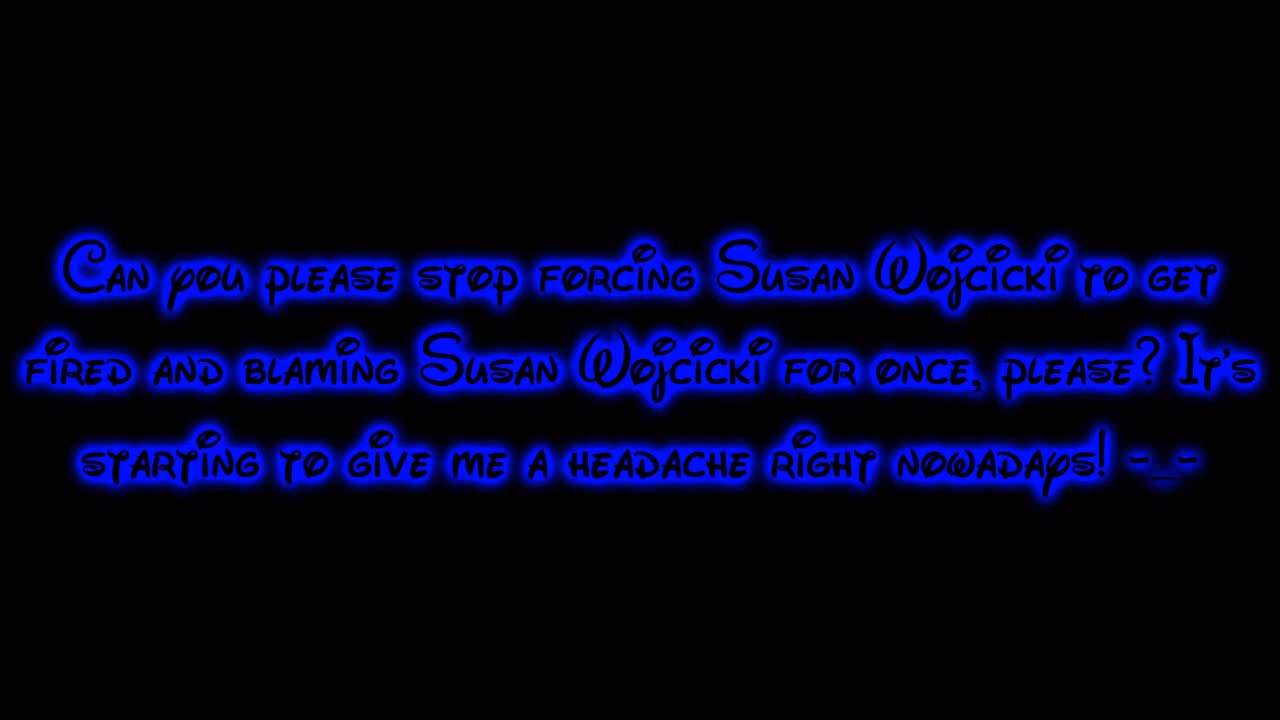 Can you please stop forcing Susan Wojcicki to get
fired and blaming Susan Wojcicki for once, please? It's
starting to give me a headache right nowadays! -_-